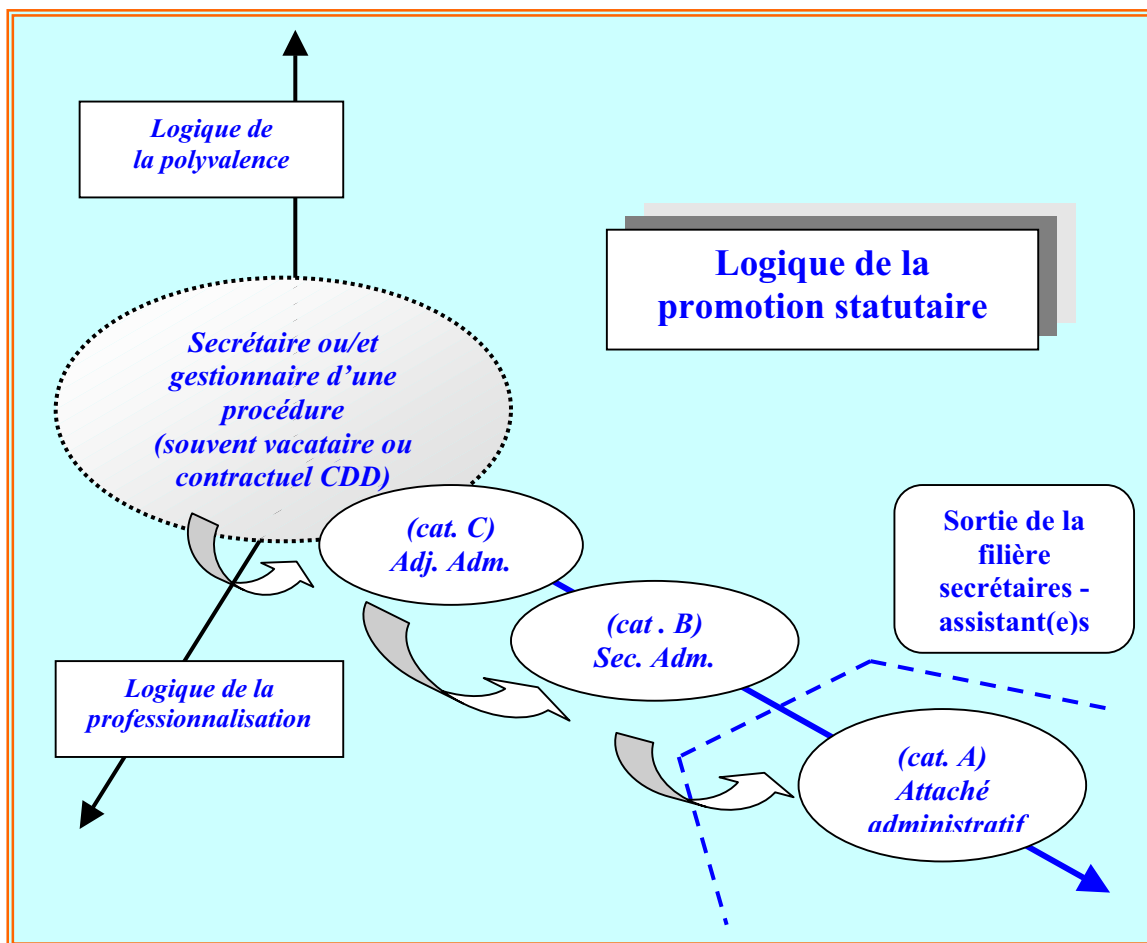 Logique de
la polyvalence
Logique de la
promotion statutaire
Secrétaire ou/et
gestionnaire d’une
procédure
(souvent vacataire ou
contractuel CDD)
(cat. C)
Adj. Adm.
Sortie de la
filière
secrétaires -
assistant(e)s
(cat . B)
Sec. Adm.
Logique de la
professionnalisation
(cat. A)
Attaché
administratif